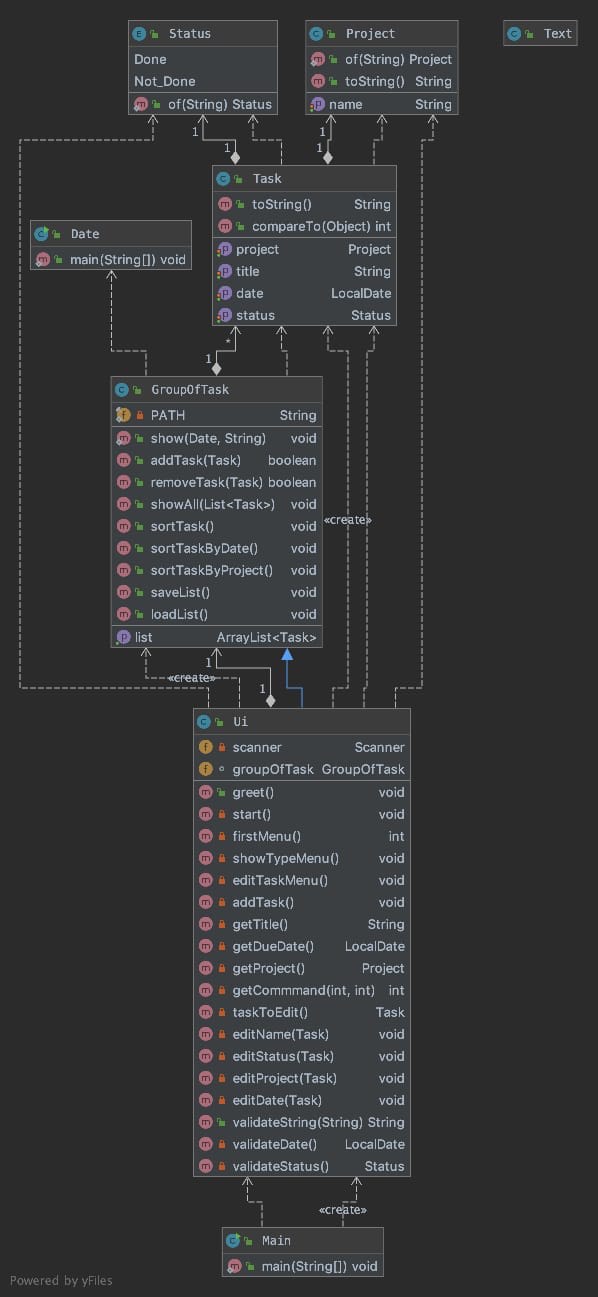 Status
Done
Not_Done
of(String) Status
Project
of(String) Project
toString() String
name String
Text
1
1
1
1
Task
toString() String
compareTo(Object) int
project Project
title String
date LocalDate
status Status
Date
main(String[]) void
*
1
GroupOfTask
PATH String
show(Date, String) void
addTask(Task) boolean
removeTask(Task) boolean
showAll(List<Task>) void
sortTask() void
sortTaskByDate() void
sortTaskByProject() void
saveList() void
loadList() void
list ArrayList<Task>
«create»
1
«create»
1
Ui
scanner Scanner
groupOfTask GroupOfTask
greet() void
start() void
firstMenu() int
showTypeMenu() void
editTaskMenu() void
addTask() void
getTitle() String
getDueDate() LocalDate
getProject() Project
getCommmand(int, int) int
taskToEdit() Task
editName(Task) void
editStatus(Task) void
editProject(Task) void
editDate(Task) void
validateString(String) String
validateDate() LocalDate
validateStatus() Status
«create»
Main
main(String[]) void
Powered by yFiles